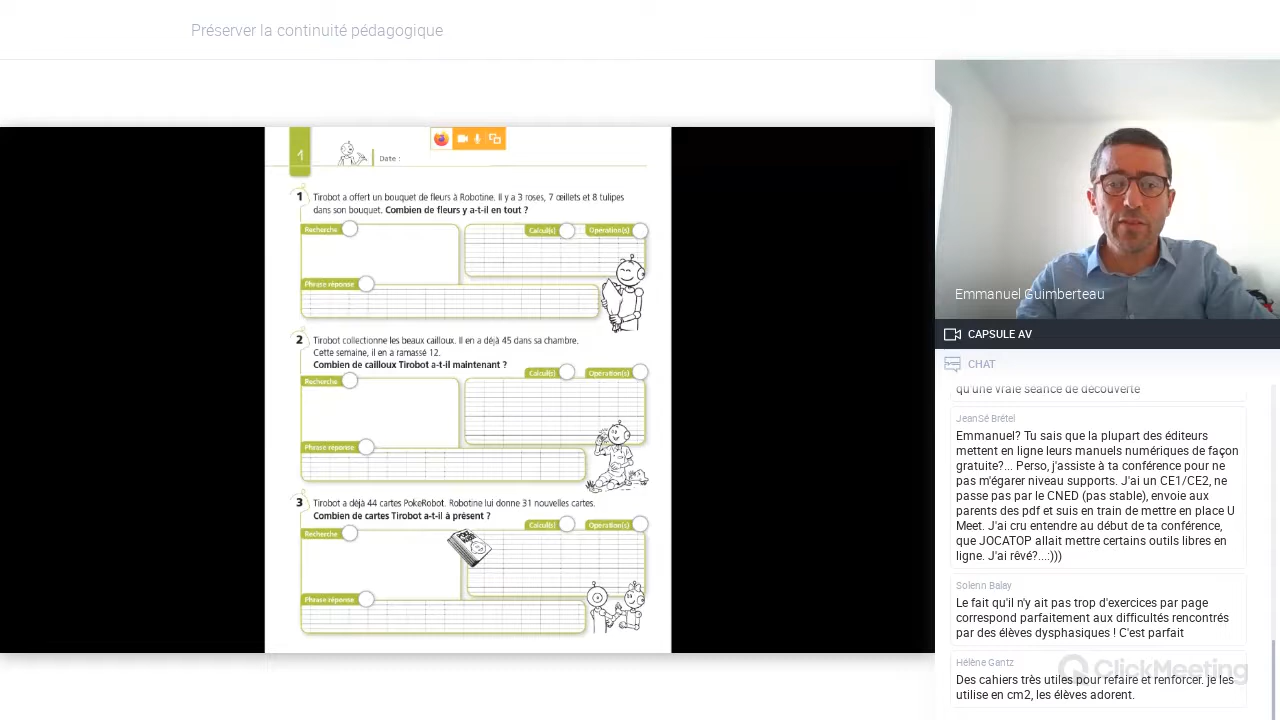 Préserver la continuité pédagogique
1
Date :
1
Tirobot a offert un bouquet de fleurs à Robotine. Il y a 3 roses, 7 œillets et 8 tulipes
dans son bouquet. Combien de fleurs y a-t-il en tout ?
Recherche
Calcul(s)
Opération(s)
Phrase réponse
2
Tirobot collectionne les beaux cailloux. Il en a déjà 45 dans sa chambre.
Cette semaine, il en a ramassé 12.
Combien de cailloux Tirobot a-t-il maintenant ?
Recherche
Calcul(s)
Opération(s)
Phrase réponse
3
Tirobot a déjà 44 cartes PokeRobot. Robotine lui donne 31 nouvelles cartes.
Combien de cartes Tirobot a-t-il à présent ?
Recherche
Calcul(s)
Opération(s)
Phrase réponse
Emmanuel Guimberteau
CAPSULE AV
CHAT
qu'une vraie séance de découverte
JeanSé Brétel
Emmanuel? Tu sais que la plupart des éditeurs
mettent en ligne leurs manuels numériques de façon
gratuite?... Perso, j'assiste à ta conférence pour ne
pas m'égarer niveau supports. J'ai un CE1/CE2, ne
passe pas par le CNED (pas stable), envoie aux
parents des pdf et suis en train de mettre en place U
Meet. J'ai cru entendre au début de ta conférence,
que JOCATOP allait mettre certains outils libres en
ligne. J'ai rêvé?...:)))
Solenn Balay
Le fait qu'il n'y ait pas trop d'exercices par page
correspond parfaitement aux difficultés rencontrés
par des élèves dysphasiques ! C'est parfait
Hélène Gantz
Des cahiers très utiles pour refaire et renforcer. je les
utilise en cm2, les élèves adorent.
ClickMeeting